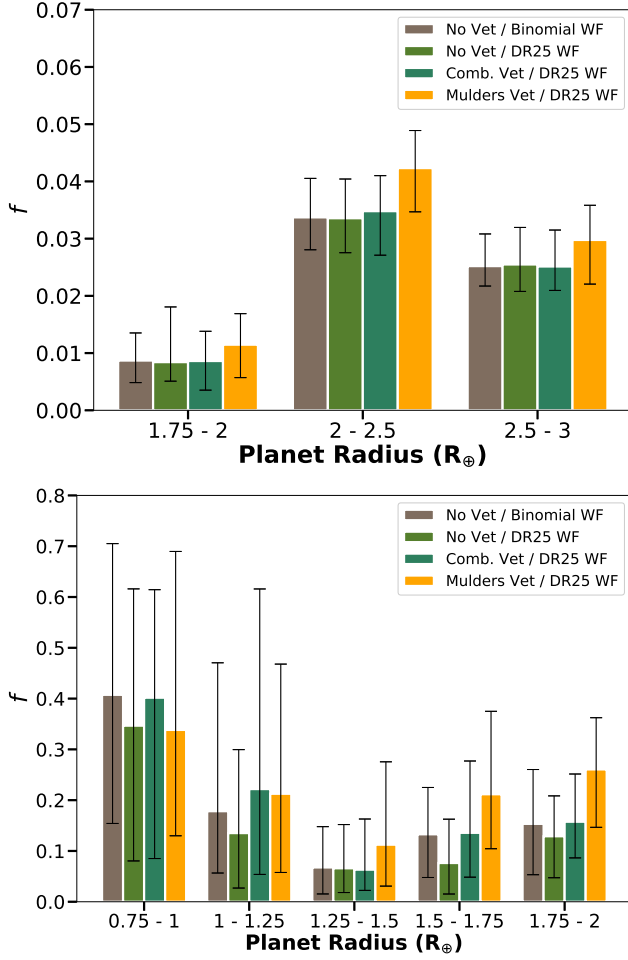 0.07
0.06
0.05
0.04
0.03
0.02
0.01
0.00
f
No Vet / Binomial WF
No Vet / DR25 WF
Comb. Vet / DR25 WF
Mulders Vet / DR25 WF
1.75 - 2
2 - 2.5
2.5 - 3
Planet Radius (R⊕)
0.8
0.7
0.6
0.5
0.4
0.3
0.2
0.1
0.0
f
No Vet / Binomial WF
No Vet / DR25 WF
Comb. Vet / DR25 WF
Mulders Vet / DR25 WF
0.75 - 1
1 - 1.25
1.25 - 1.5
1.5 - 1.75
1.75 - 2
Planet Radius (R⊕)